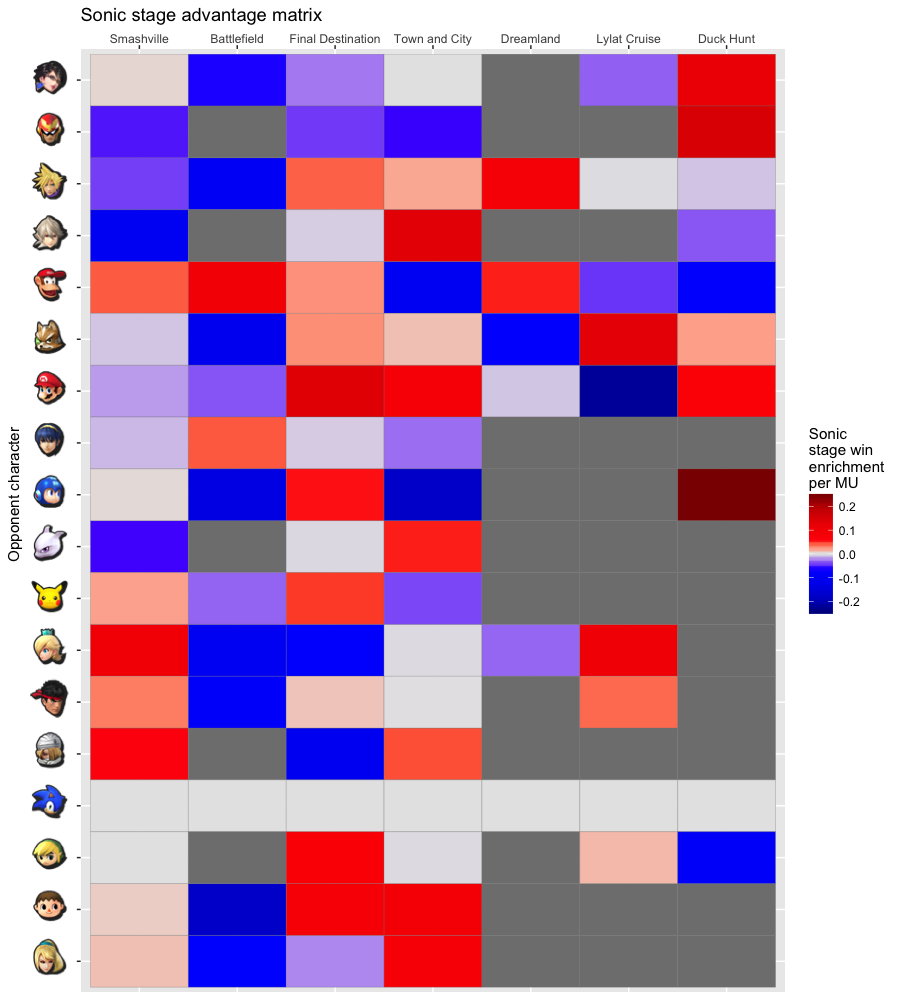 Sonic stage advantage matrix
Smashville Battlefield Final Destination Town and City Dreamland Lylat Cruise Duck Hunt
Opponent character
Sonic
stage win
enrichment
per MU
0.2
0.1
0.0
-0.1
-0.2